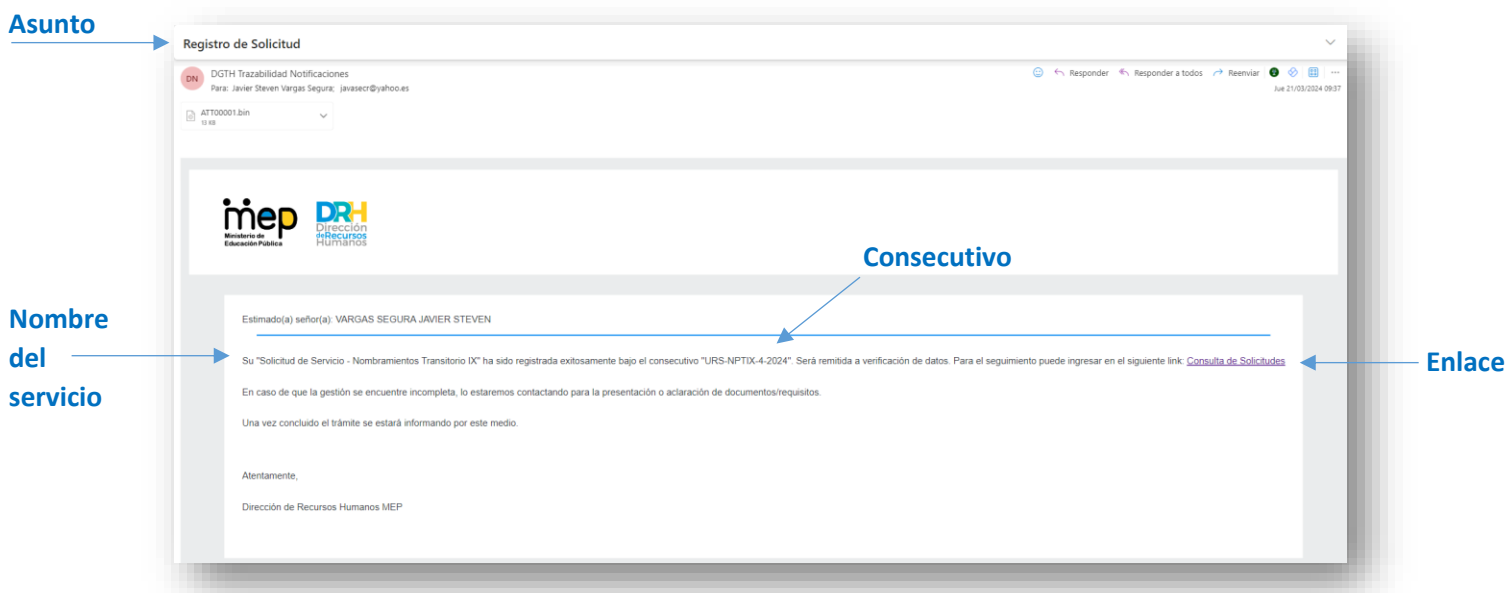 Asunto
Registro de Solicitud
DN
DGTH Trazabilidad Notificaciones
Para: Javier Steven Vargas Segura; javasecr@yahoo.es
Responder Responder a todos Reenviar
Jue 21/03/2024 09:37
ATT00001.bin
13 KB
mep
Ministerio de
Educación Pública
DRH
Dirección
deRecursos
Humanos
Consecutivo
Nombre
del
servicio
Estimado(a) señor(a): VARGAS SEGURA JAVIER STEVEN
Su "Solicitud de Servicio - Nombramientos Transitorio IX" ha sido registrada exitosamente bajo el consecutivo "URS-NPTIX-4-2024". Será remitida a verificación de datos. Para el seguimiento puede ingresar en el siguiente link: Consulta de Solicitudes
Enlace
En caso de que la gestión se encuentre incompleta, lo estaremos contactando para la presentación o aclaración de documentos/requisitos.
Una vez concluido el trámite se estará informando por este medio.
Atentamente,
Dirección de Recursos Humanos MEP